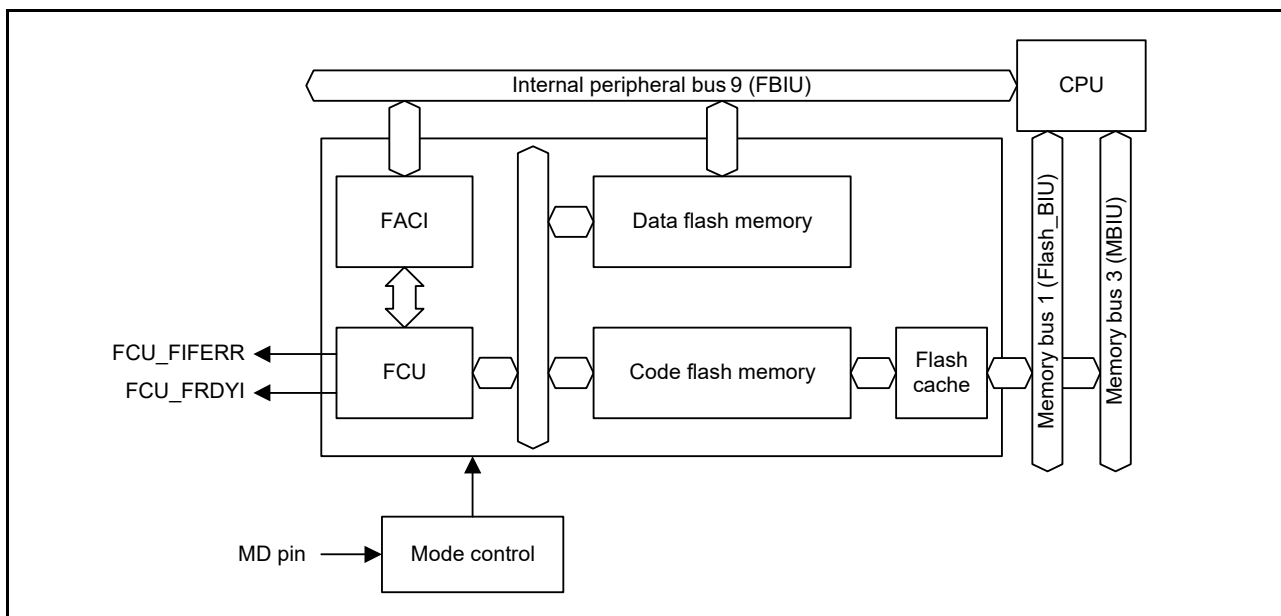 Internal peripheral bus 9 (FBIU)
CPU
FACI
Data flash memory
FCU_FIFERR
FCU_FRDYI
FCU
Code flash memory
Flash
cache
Memory bus 1 (Flash_BIU)
Memory bus 3 (MBIU)
MD pin
Mode control